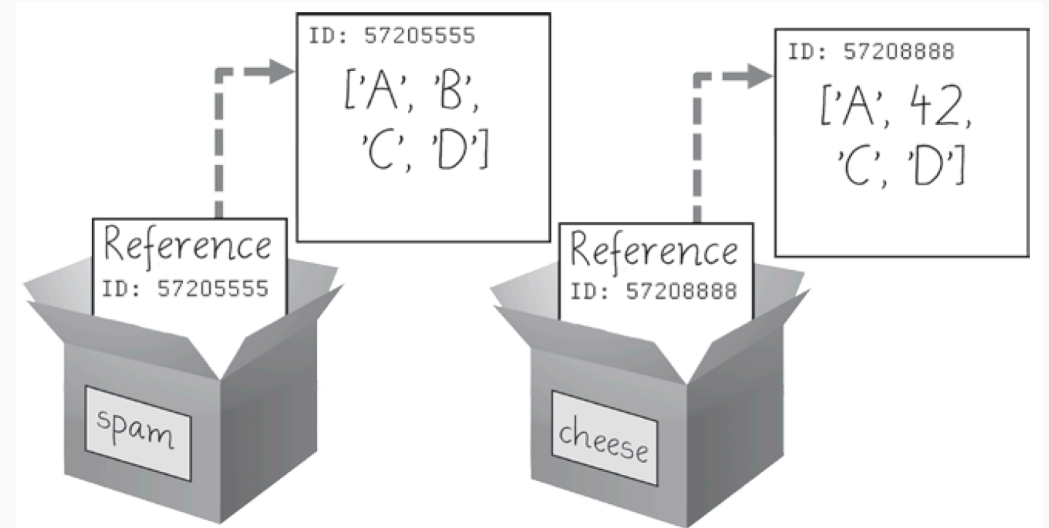 ID: 57205555
['A', 'B',
'C', 'D']
Reference
ID: 57205555
spam
ID: 57208888
['A', 42,
'C', 'D']
Reference
ID: 57208888
cheese